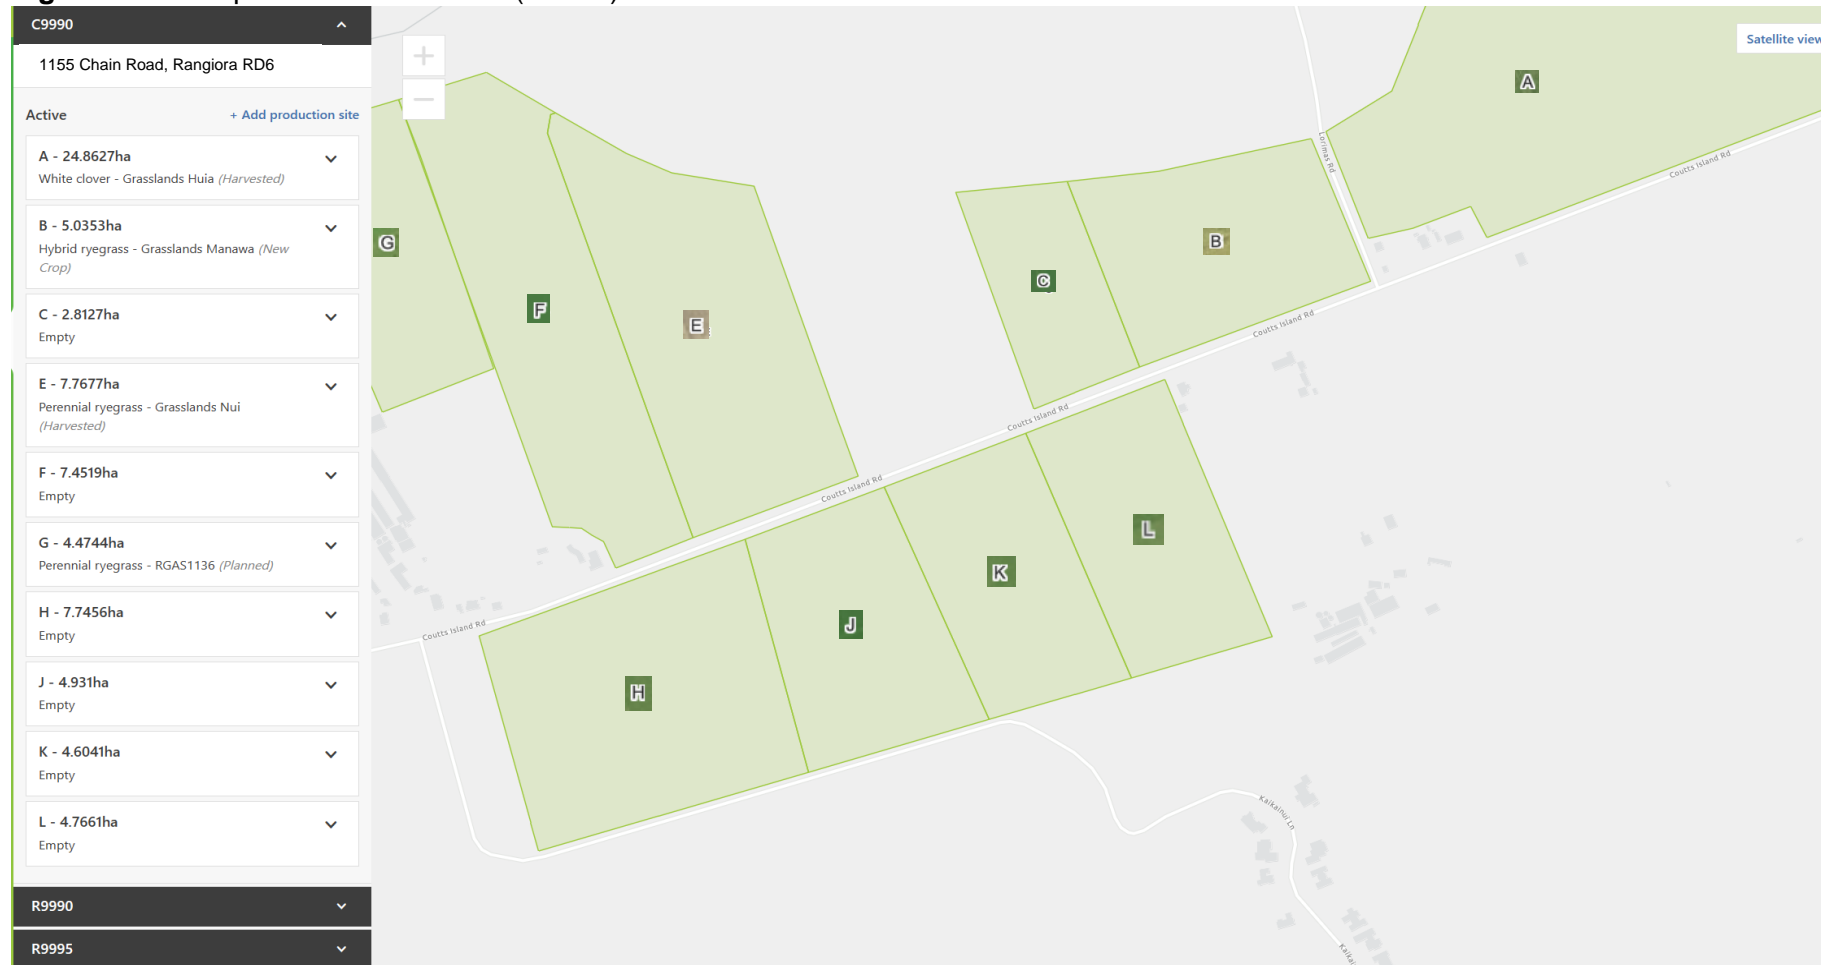 C9990
1155 Chain Road, Rangiora RD6
Active
+ Add production site
A - 24.8627ha
White clover - Grasslands Huia (Harvested)
B - 5.0353ha
Hybrid ryegrass - Grasslands Manawa (New
Crop)
C - 2.8127ha
Empty
E - 7.7677ha
Perennial ryegrass - Grasslands Nui
(Harvested)
F - 7.4519ha
Empty
G - 4.4744ha
Perennial ryegrass - RGAS1136 (Planned)
H - 7.7456ha
Empty
J - 4.931ha
Empty
K - 4.6041ha
Empty
L - 4.7661ha
Empty
R9990
R9995
+
−
Satellite view
A
Lorimas Rd
Coutts Island Rd
G
B
C
F
E
Coutts Island Rd
Coutts Island Rd
Coutts Island Rd
L
K
J
Coutts Island Rd
H
Kaikainui Ln